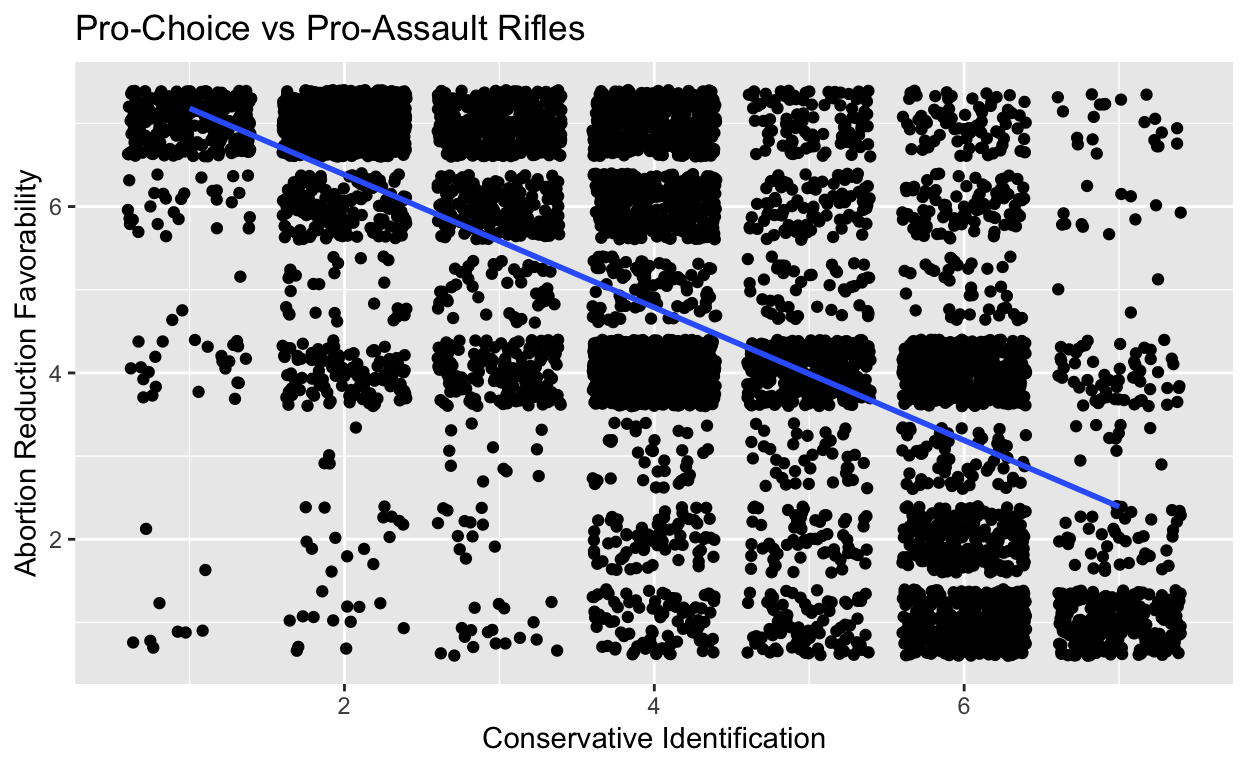 Pro-Choice vs Pro-Assault Rifles
Abortion Reduction Favorability
6
4
2
2
4
6
Conservative Identification